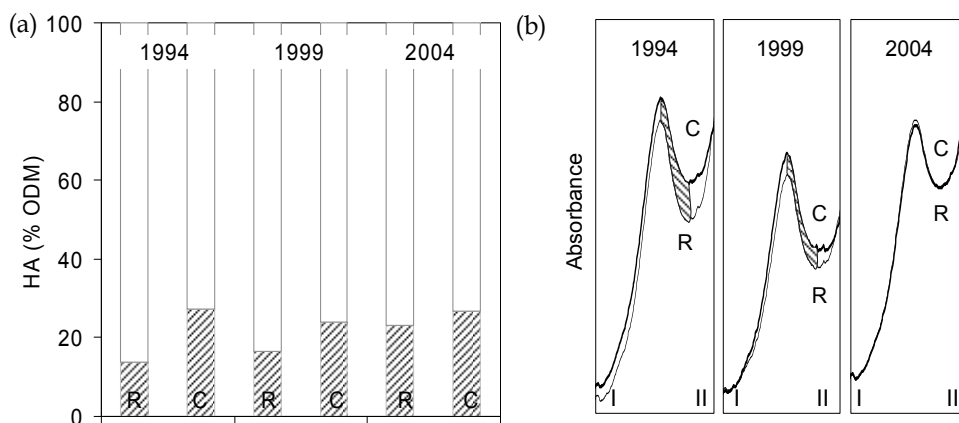 (a)
HA (% ODM)
100
80
60
40
20
0
1994 1999 2004
R C R C R C
(b)
Absorbance
1994
C
R
I II
1999
C
R
I II
2004
C
R
I II